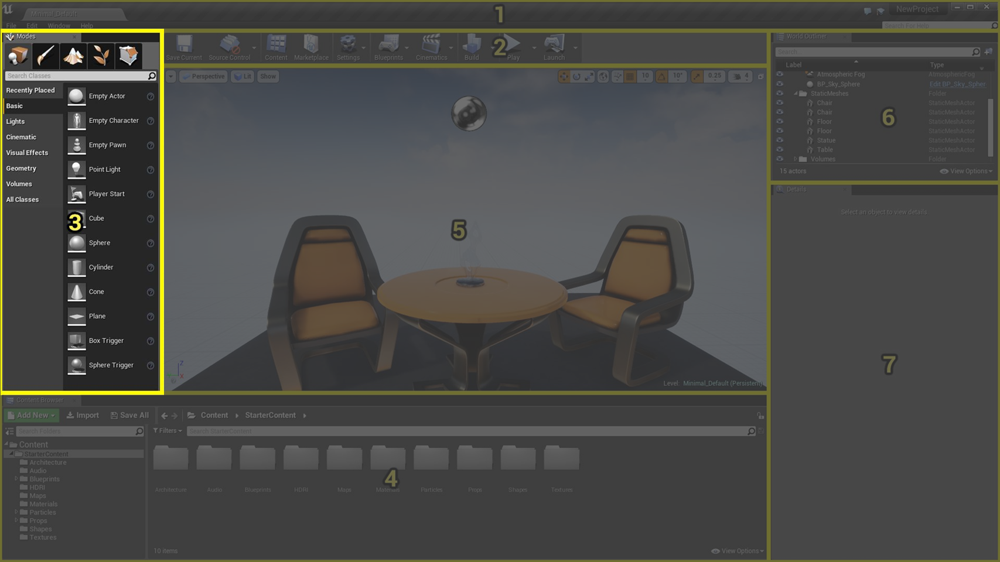 Minimal_Default
1
NewProject
File Edit Window Help
Search For Help
Modes
Search Classes
Recently Placed
Basic
Lights
Cinematic
Visual Effects
Geometry
Volumes
All Classes
Empty Actor
Empty Character
Empty Pawn
Point Light
Player Start
3
Cube
Sphere
Cylinder
Cone
Plane
Box Trigger
Sphere Trigger
Save Current Source Control Content Marketplace Settings Blueprints Cinematics Build Play Launch
2
Perspective Lit Show
10 10° 0.25 4
5
Z
X
Level: Minimal_Default (Persistent)
World Outliner
Search...
Label Type
Atmospheric Fog AtmosphericFog
BP_Sky_Sphere Edit BP_Sky_Spher
StaticMeshes Folder
Chair StaticMeshActor
Chair StaticMeshActor
6
Floor StaticMeshActor
Floor StaticMeshActor
Statue StaticMeshActor
Table StaticMeshActor
Volumes Folder
15 actors View Options
Details
Select an object to view details
7
Content Browser
Add New Import Save All Content StarterContent
Search Folders
Filters Search StarterContent
Content
StarterContent
Architecture
Audio
Blueprints
HDRI
Maps
Materials
Particles
Props
Shapes
Textures
4
Architecture Audio Blueprints HDRI Maps Materials Particles Props Shapes Textures
10 items View Options